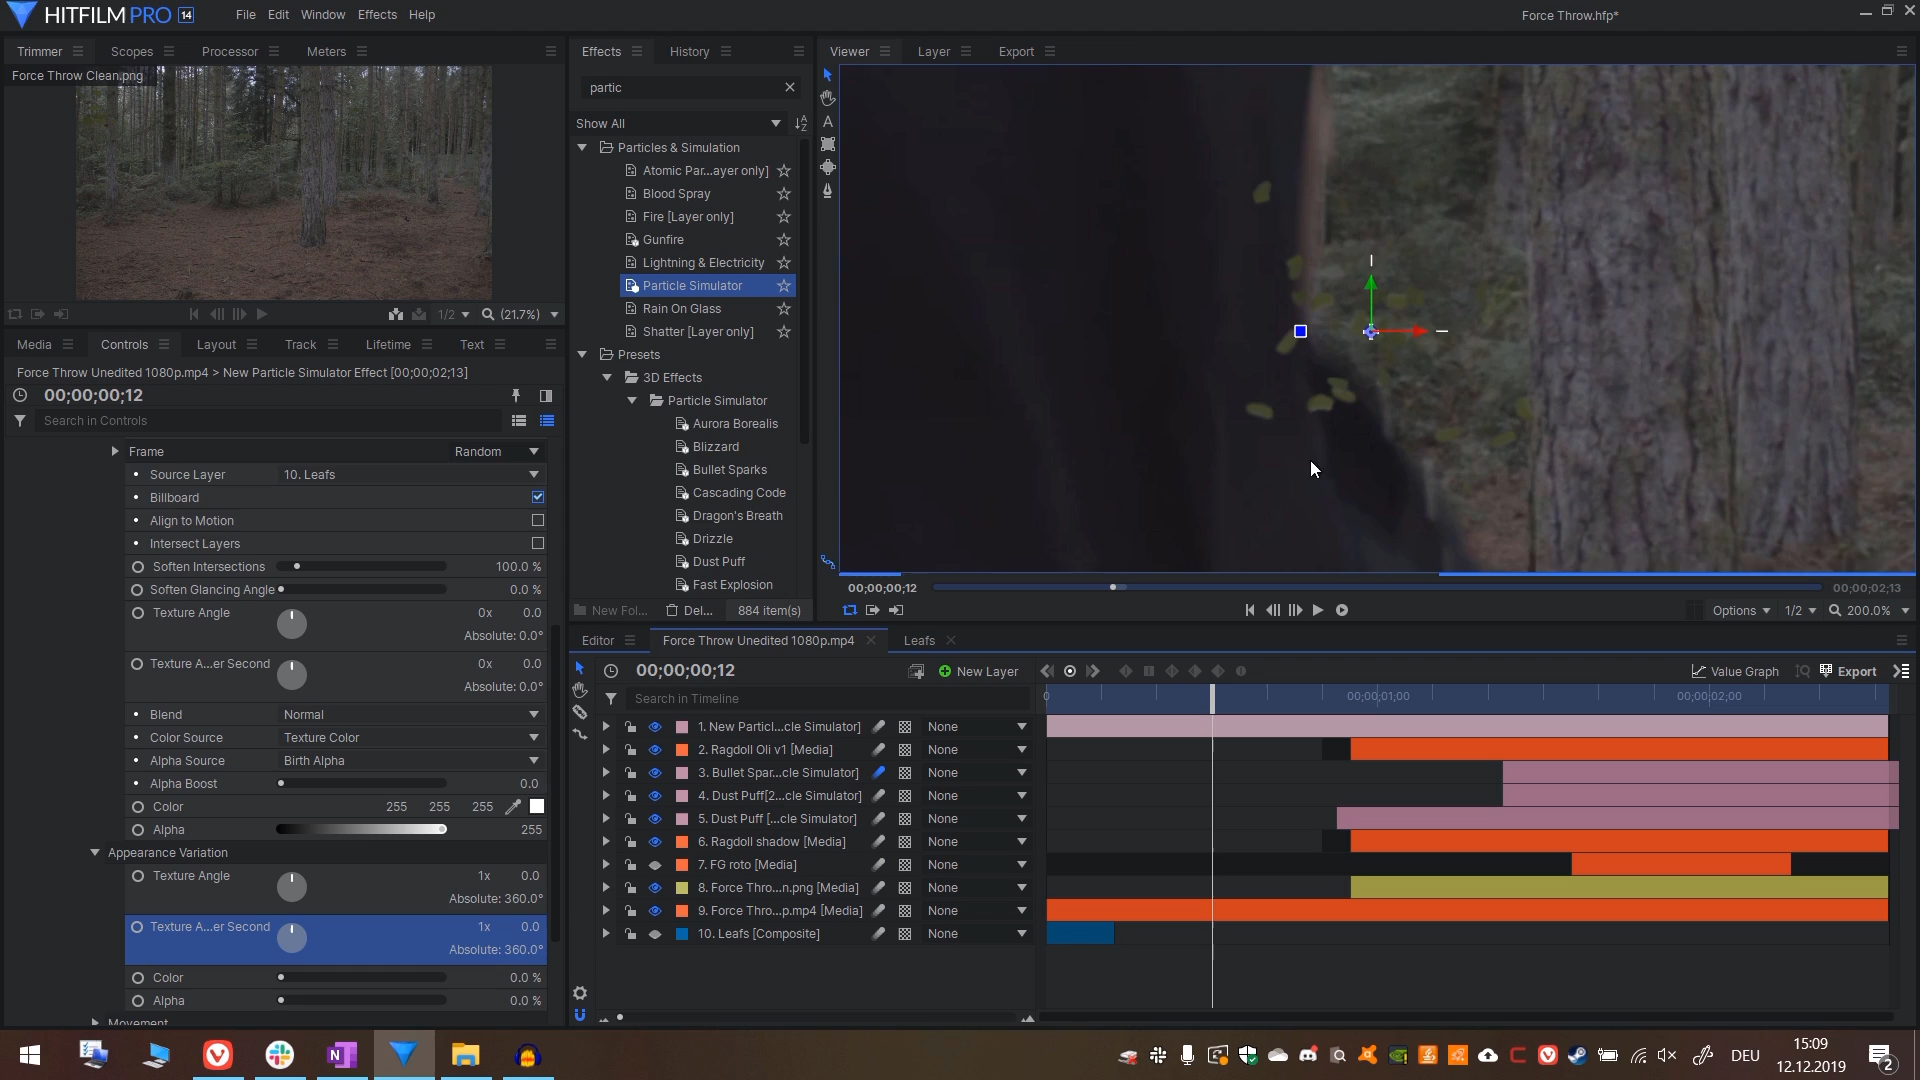 HITFILM PRO 14
File Edit Window Effects Help
Force Throw.hfp*
Trimmer Scopes Processor Meters
Force Throw Clean.png
1/2 (21.7%)
Media Controls Layout Track Lifetime Text
Force Throw Unedited 1080p.mp4 > New Particle Simulator Effect [00;00;02;13]
00;00;00;12
Search in Controls
Frame Random
Source Layer 10. Leafs
Billboard
Align to Motion
Intersect Layers
Soften Intersections 100.0 %
Soften Glancing Angle 0.0 %
Texture Angle 0x 0.0
Absolute: 0.0°
Texture A...er Second 0x 0.0
Absolute: 0.0°
Blend Normal
Color Source Texture Color
Alpha Source Birth Alpha
Alpha Boost 0.0
Color 255 255 255
Alpha 255
Appearance Variation
Texture Angle 1x 0.0
Absolute: 360.0°
Texture A...er Second 1x 0.0
Absolute: 360.0°
Color 0.0 %
Alpha 0.0 %
Movement
Effects History
partic
Show All
Particles & Simulation
Atomic Par...ayer only]
Blood Spray
Fire [Layer only]
Gunfire
Lightning & Electricity
Particle Simulator
Rain On Glass
Shatter [Layer only]
Presets
3D Effects
Particle Simulator
Aurora Borealis
Blizzard
Bullet Sparks
Cascading Code
Dragon's Breath
Drizzle
Dust Puff
Fast Explosion
New Fol... Del... 884 item(s)
Viewer Layer Export
A
00;00;00;12 00;00;02;13
Options 1/2 200.0%
Editor Force Throw Unedited 1080p.mp4 Leafs
00;00;00;12 New Layer Value Graph Export
Search in Timeline
0 00;00;01;00 00;00;02;00
1. New Particl...cle Simulator] None
2. Ragdoll Oli v1 [Media] None
3. Bullet Spar...cle Simulator] None
4. Dust Puff[2...cle Simulator] None
5. Dust Puff [...cle Simulator] None
6. Ragdoll shadow [Media] None
7. FG roto [Media] None
8. Force Thro...n.png [Media] None
9. Force Thro...p.mp4 [Media] None
10. Leafs [Composite] None
DEU
15:09
12.12.2019
2